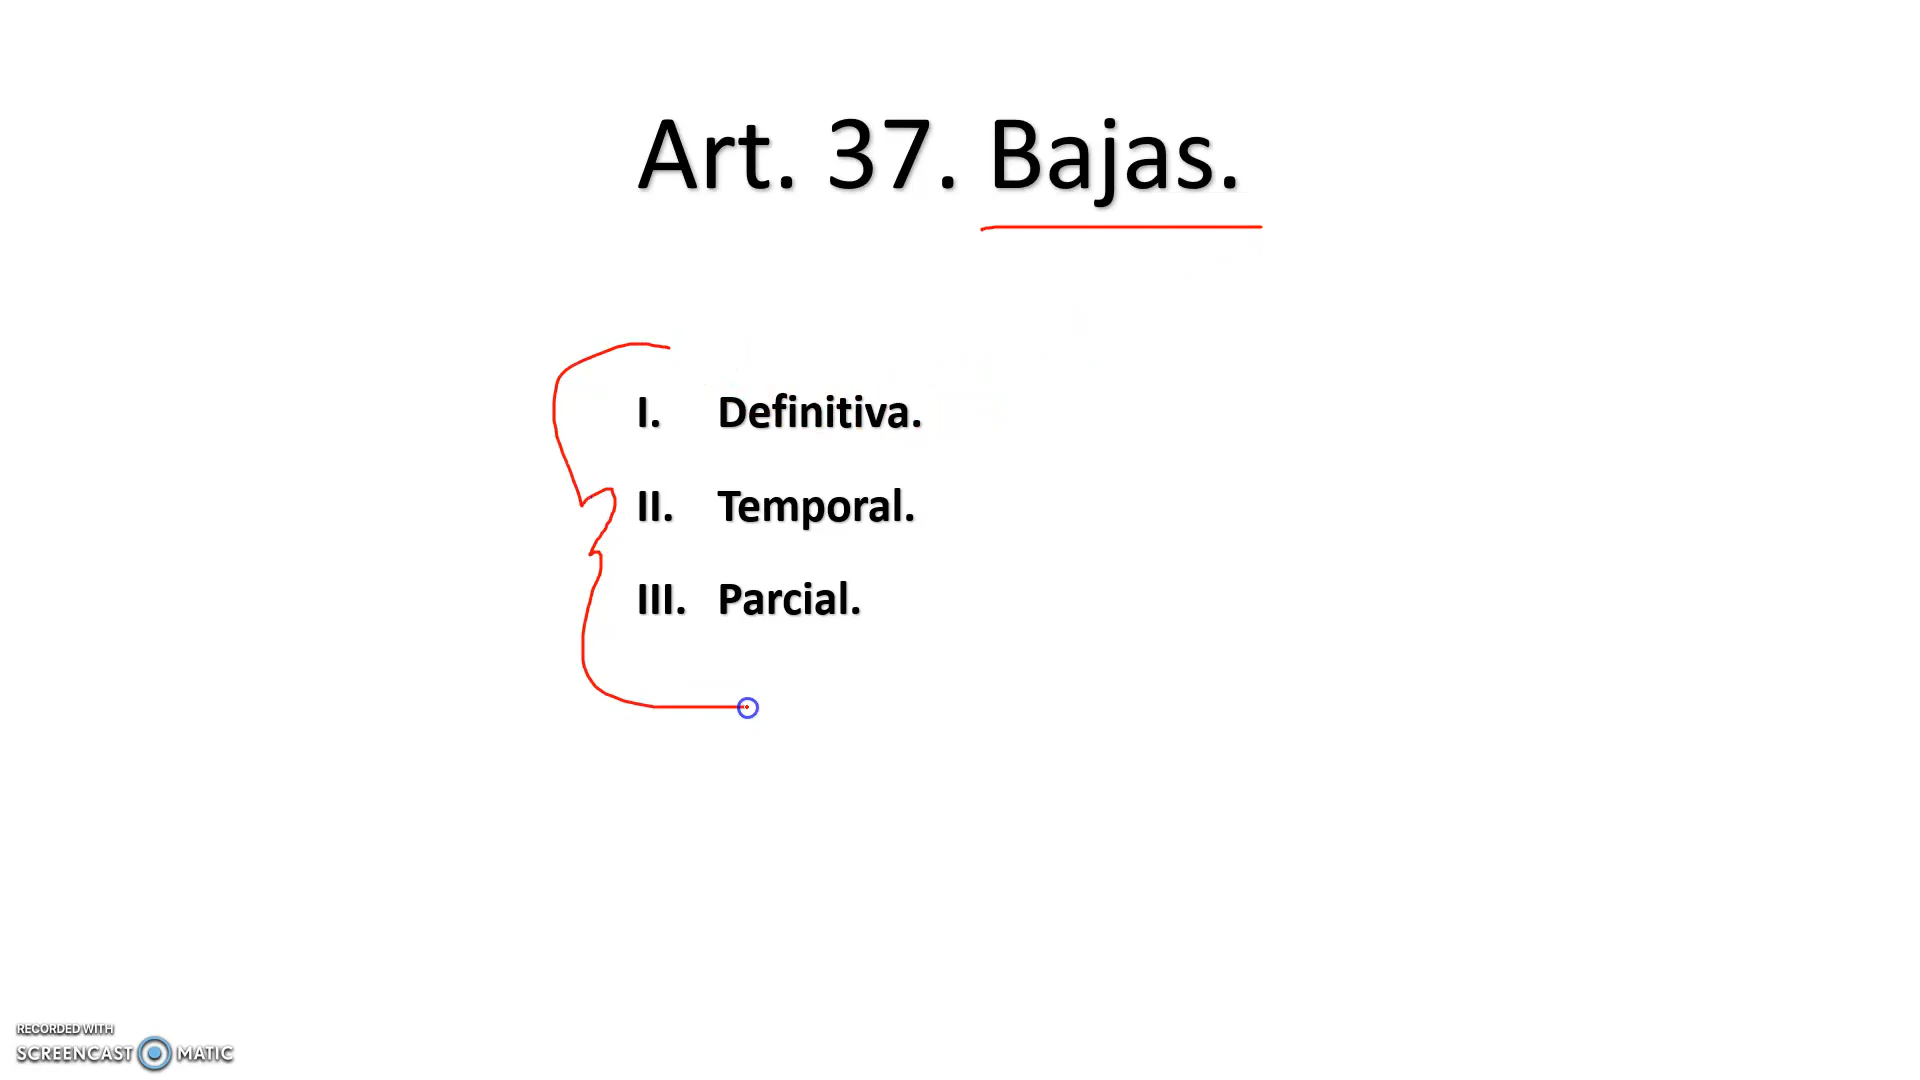 Art. 37. Bajas.
I. Definitiva.
II. Temporal.
III. Parcial.
RECORDED WITH
SCREENCAST MATIC